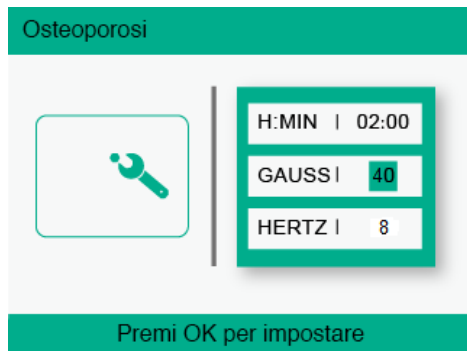 Osteoporosi
H:MIN | 02:00
GAUSS | 40
HERTZ | 8
Premi OK per impostare